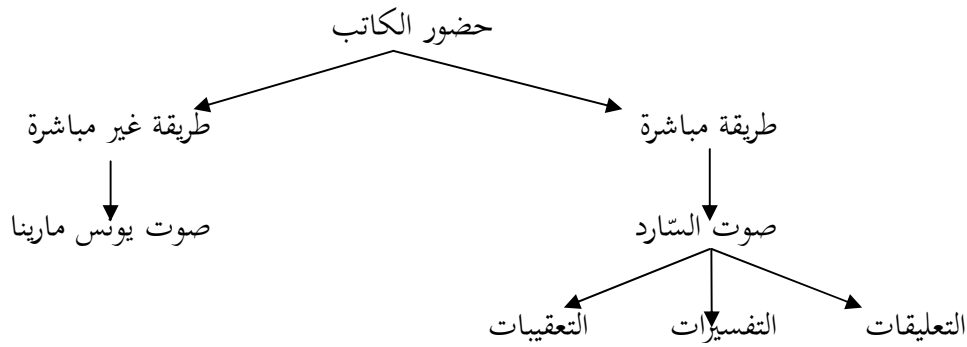 حضور الكاتب
طريقة مباشرة
طريقة غير مباشرة
صوت السّارد
صوت يونس مارينا
التعليقات
التفسيرات
التعقيبات